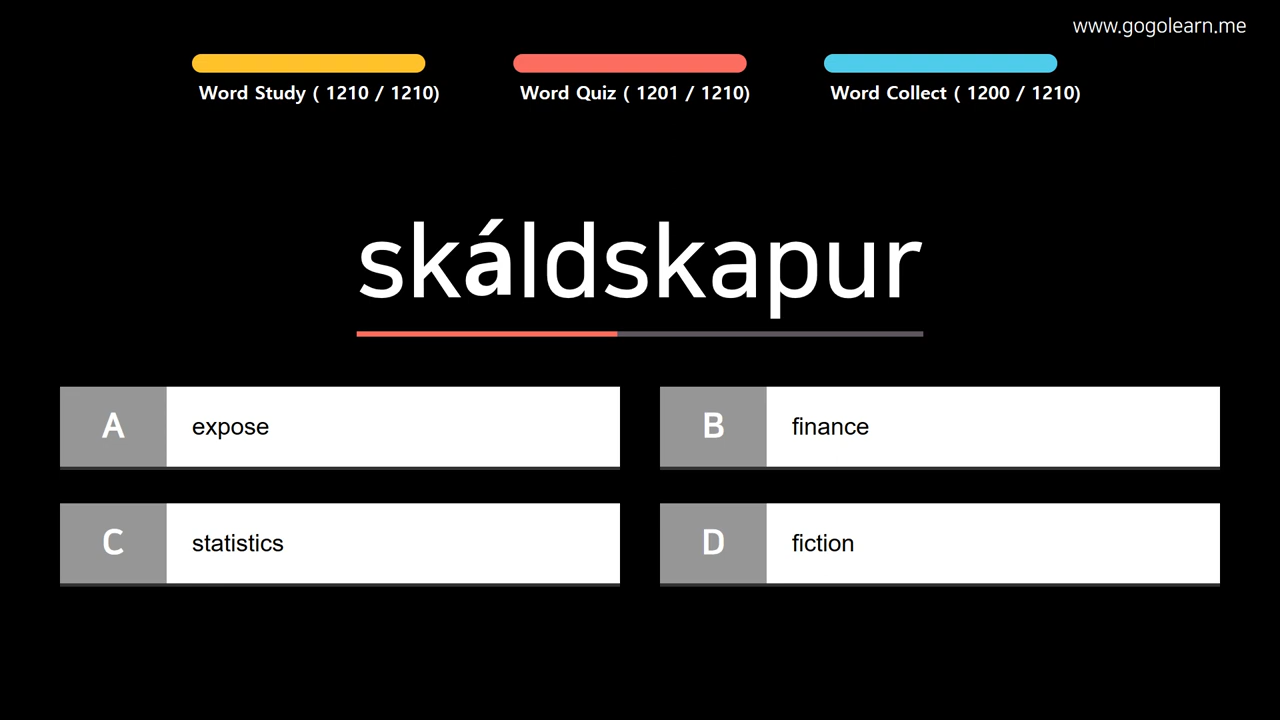 www.gogolearn.me
Word Study ( 1210 / 1210)
Word Quiz ( 1201 / 1210)
Word Collect ( 1200 / 1210)
skáldskapur
A expose
B finance
C statistics
D fiction